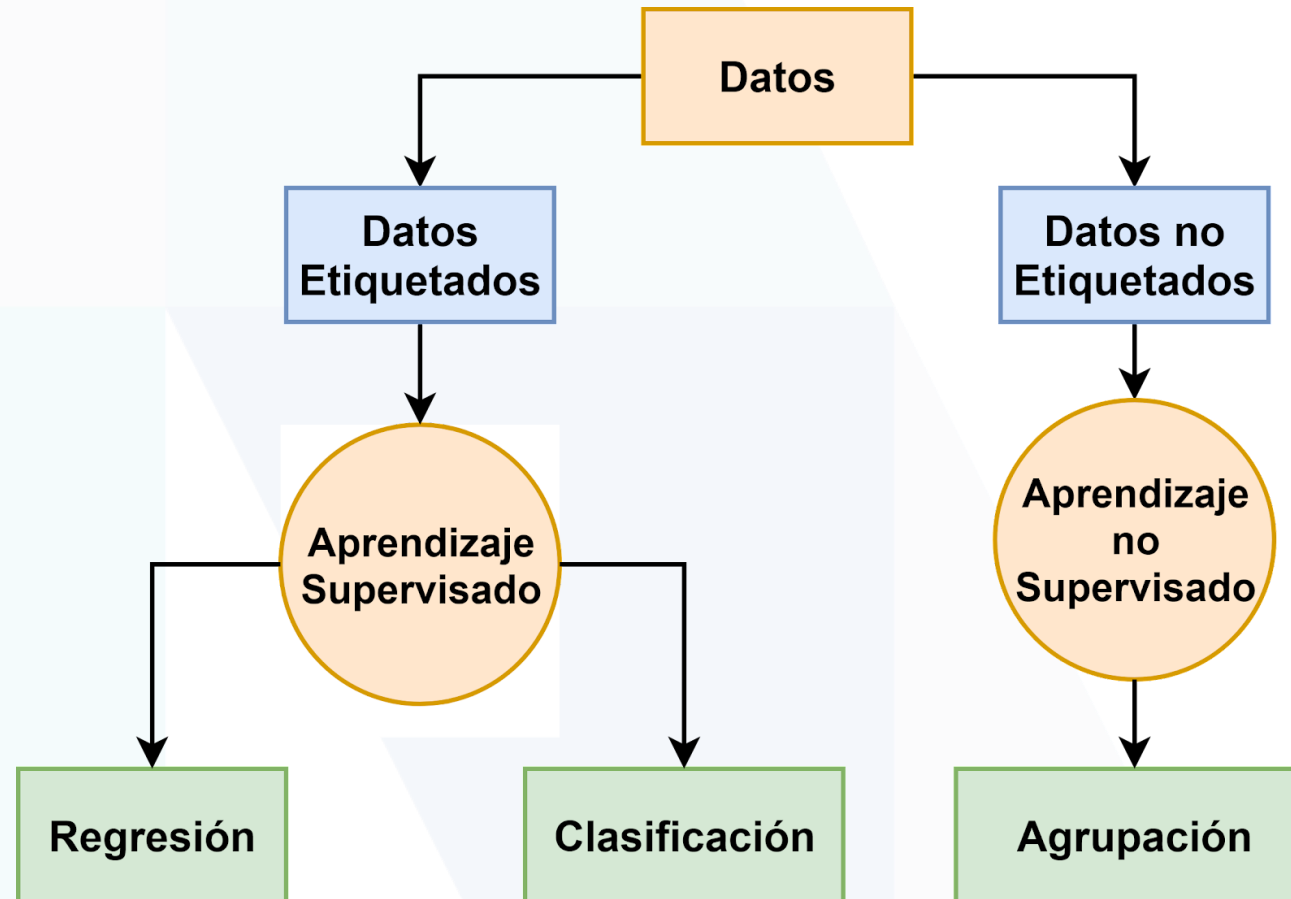 Datos
Datos
Etiquetados
Datos no
Etiquetados
Aprendizaje
Supervisado
Aprendizaje
no
Supervisado
Regresión
Clasificación
Agrupación